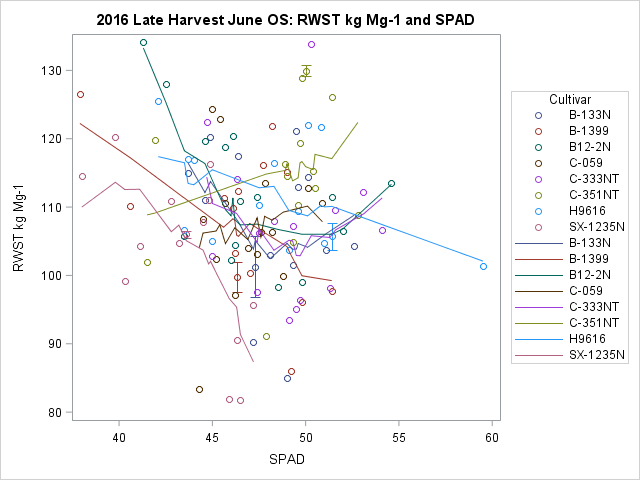 2016 Late Harvest June OS: RWST kg Mg-1 and SPAD
RWST kg Mg-1
130
120
110
100
90
80
40
45
50
55
60
SPAD
Cultivar
B-133N
B-1399
B12-2N
C-059
C-333NT
C-351NT
H9616
SX-1235N
B-133N
B-1399
B12-2N
C-059
C-333NT
C-351NT
H9616
SX-1235N